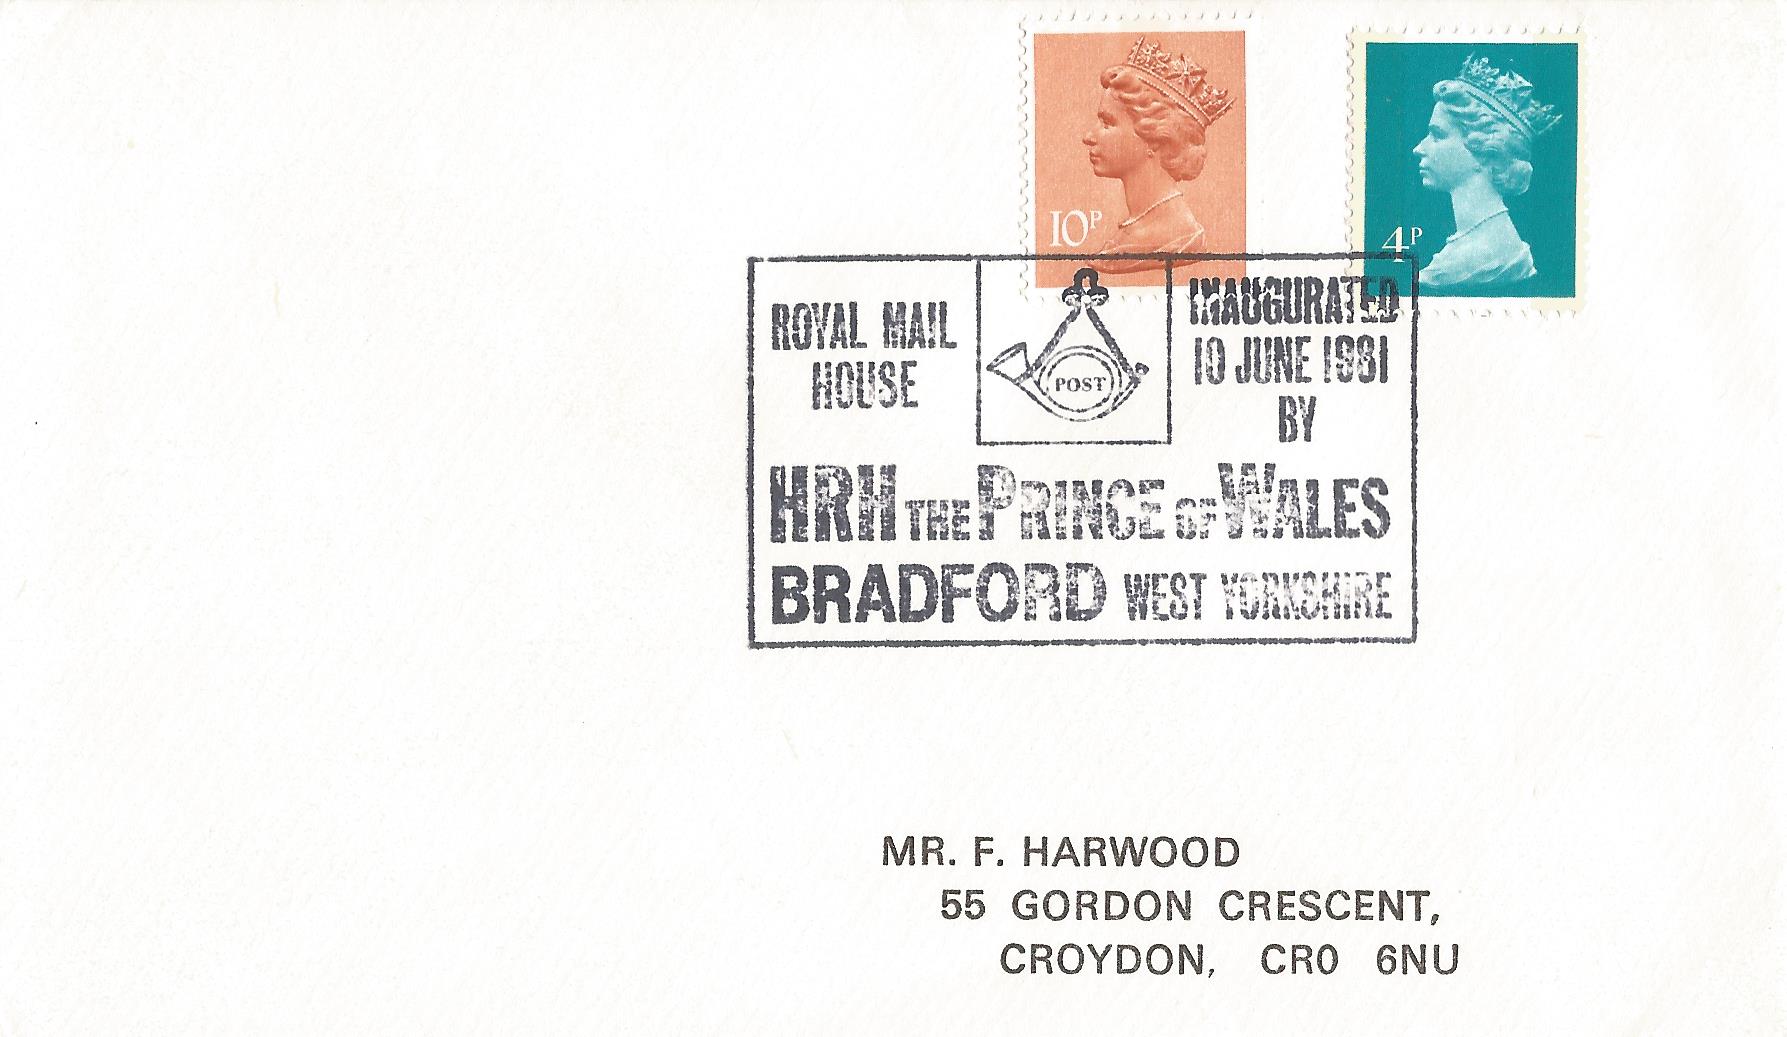 10P
4P
ROYAL MAIL
HOUSE
POST
INAUGURATED
10 JUNE 1981
BY
HRH THE PRINCE OF WALES
BRADFORD WEST YORKSHIRE
MR. F. HARWOOD
55 GORDON CRESCENT,
CROYDON, CR0 6NU